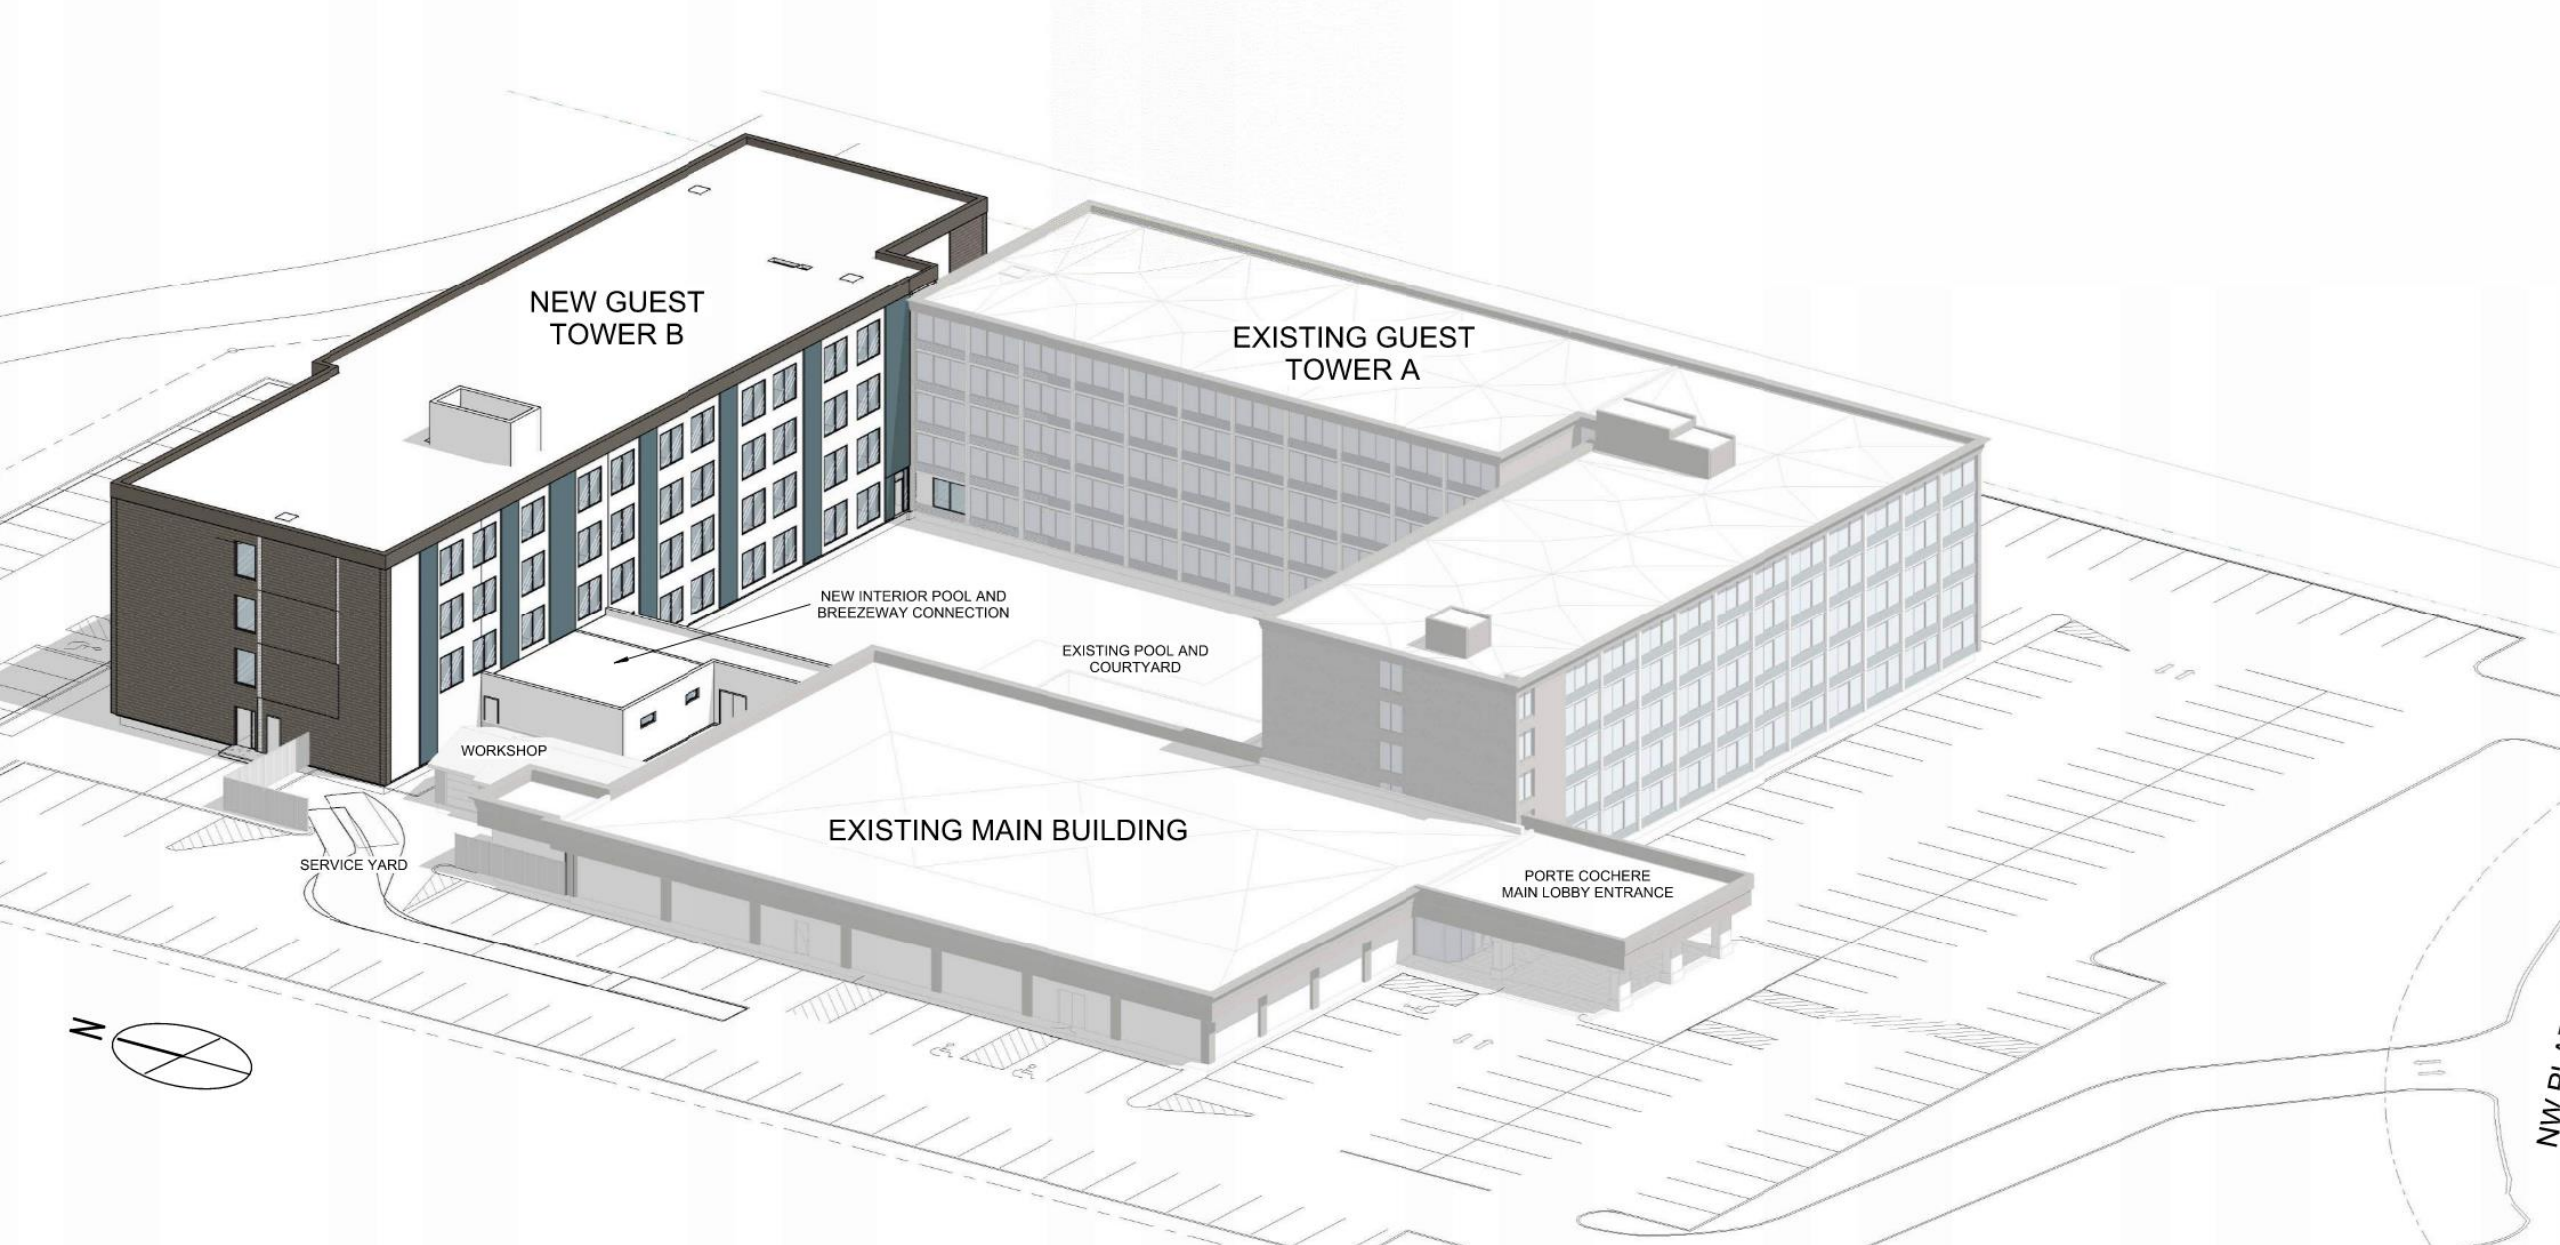 NEW GUEST
TOWER B
EXISTING GUEST
TOWER A
NEW INTERIOR POOL AND
BREEZEWAY CONNECTION
EXISTING POOL AND
COURTYARD
WORKSHOP
EXISTING MAIN BUILDING
SERVICE YARD
PORTE COCHERE
MAIN LOBBY ENTRANCE
N
NW